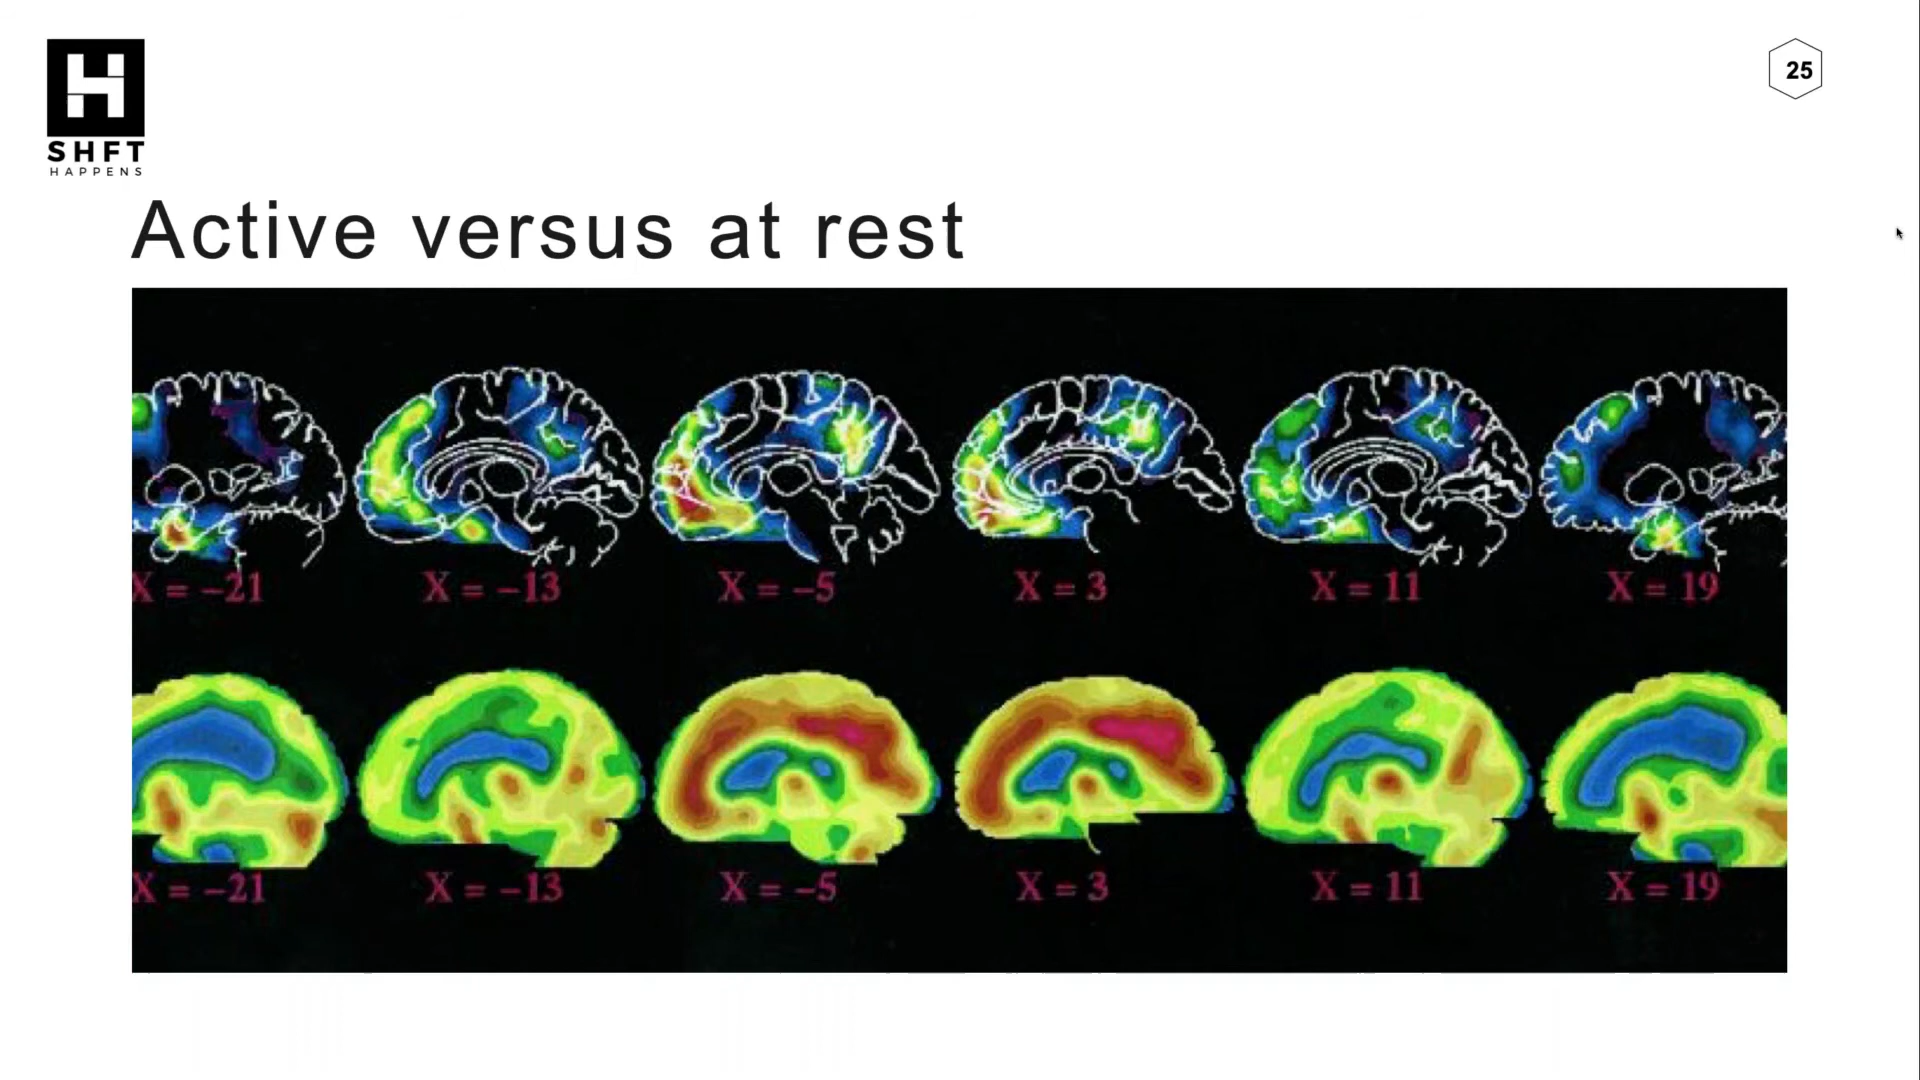 H
SHFT
HAPPENS
25
Active versus at rest
X = −21 X = −13 X = −5 X = 3 X = 11 X = 19
X = −21 X = −13 X = −5 X = 3 X = 11 X = 19